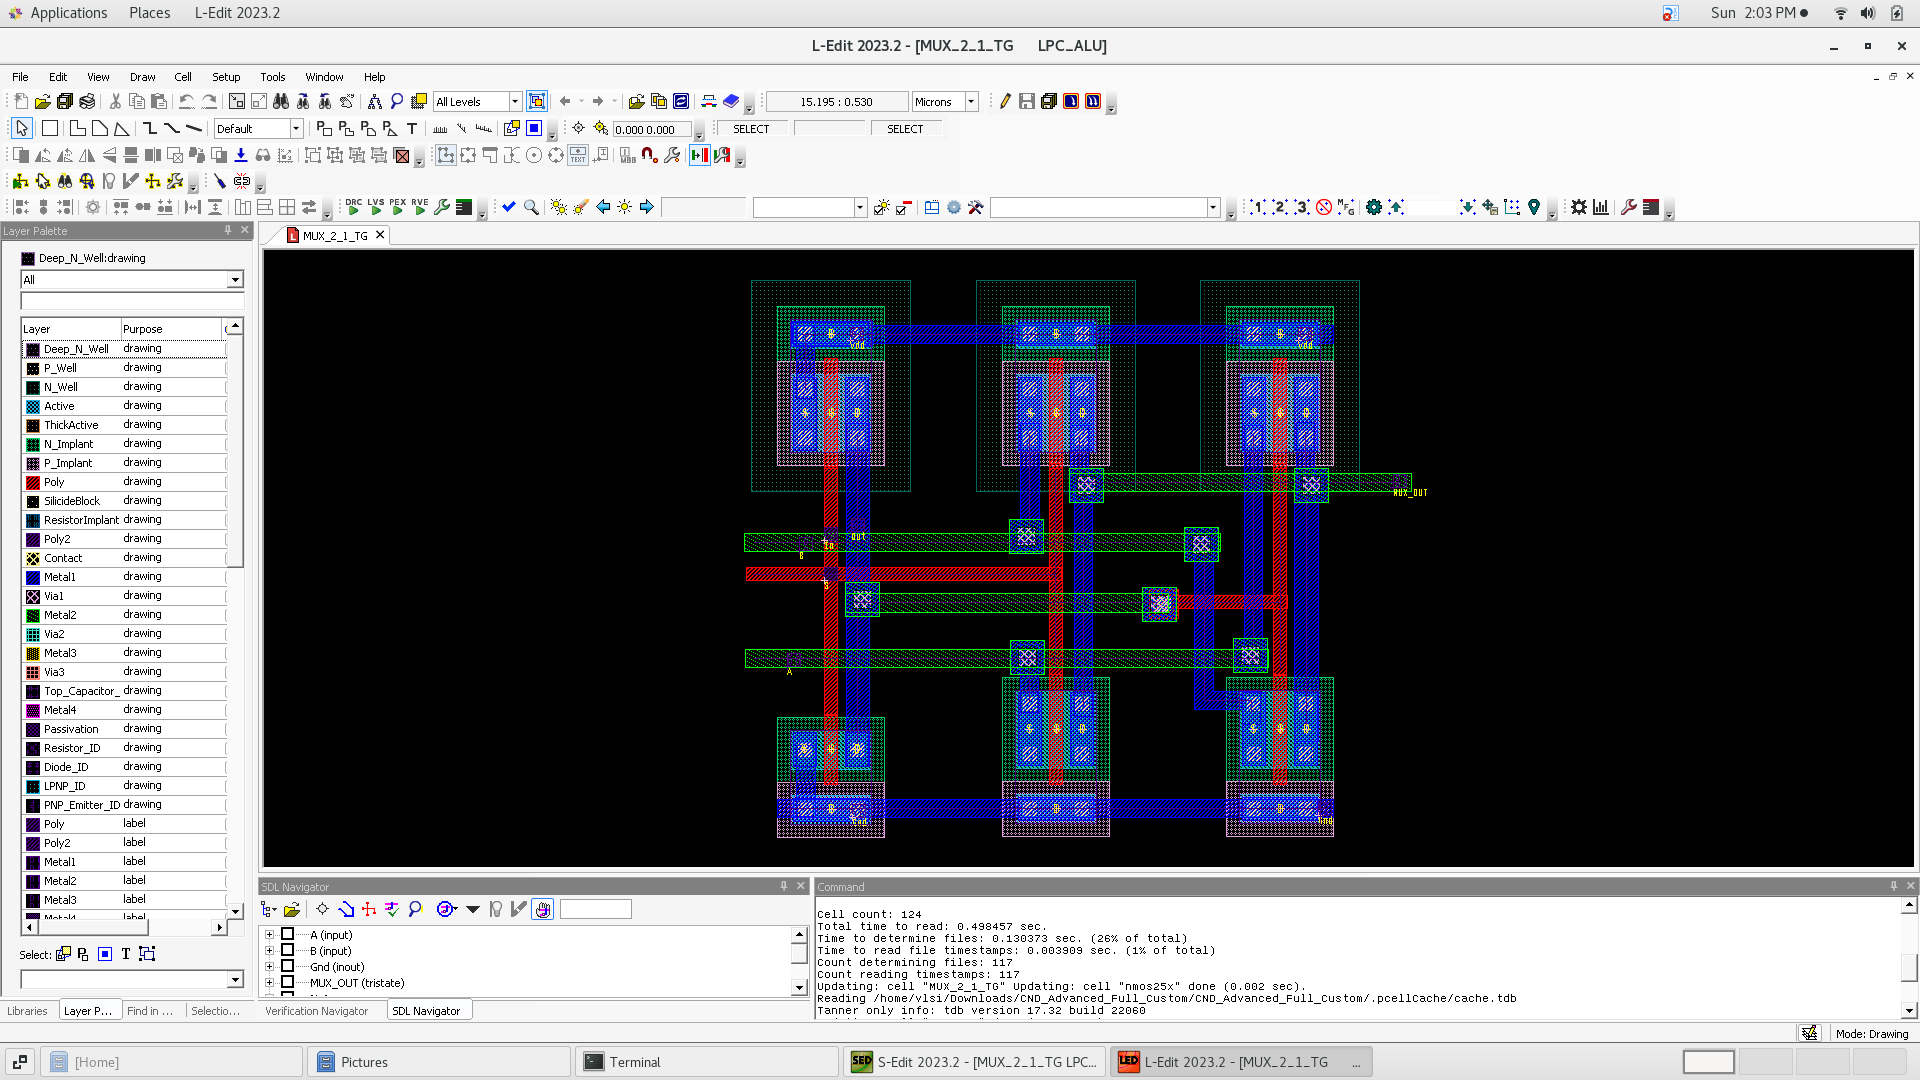 Applications Places L-Edit 2023.2 Sun 2:03 PM
L-Edit 2023.2 - [MUX_2_1_TG LPC_ALU]
File Edit View Draw Cell Setup Tools Window Help
All Levels 15.195 : 0.530 Microns
Default 0.000 0.000 SELECT SELECT
DRC LVS PEX RVE
Layer Palette
MUX_2_1_TG
Deep_N_Well:drawing
All
Layer Purpose
Deep_N_Well drawing
P_Well drawing
N_Well drawing
Active drawing
ThickActive drawing
N_Implant drawing
P_Implant drawing
Poly drawing
SilicideBlock drawing
ResistorImplant drawing
Poly2 drawing
Contact drawing
Metal1 drawing
Via1 drawing
Metal2 drawing
Via2 drawing
Metal3 drawing
Via3 drawing
Top_Capacitor_ drawing
Metal4 drawing
Passivation drawing
Resistor_ID drawing
Diode_ID drawing
LPNP_ID drawing
PNP_Emitter_ID drawing
Poly label
Poly2 label
Metal1 label
Metal2 label
Metal3 label
Metal4 label
Select:
Libraries Layer P... Find in ... Selectio...
MUX_OUT
Out
In
B
S
A
SDL Navigator
A (input)
B (input)
Gnd (inout)
MUX_OUT (tristate)
Verification Navigator SDL Navigator
Command
Cell count: 124
Total time to read: 0.498457 sec.
Time to determine files: 0.130373 sec. (26% of total)
Time to read file timestamps: 0.003909 sec. (1% of total)
Count determining files: 117
Count reading timestamps: 117
Updating: cell "MUX_2_1_TG" Updating: cell "nmos25x" done (0.002 sec).
Reading /home/vlsi/Downloads/CND_Advanced_Full_Custom/CND_Advanced_Full_Custom/.pcellCache/cache.tdb
Tanner only info: tdb version 17.32 build 22060
Mode: Drawing
[Home] Pictures Terminal S-Edit 2023.2 - [MUX_2_1_TG LPC... L-Edit 2023.2 - [MUX_2_1_TG ...